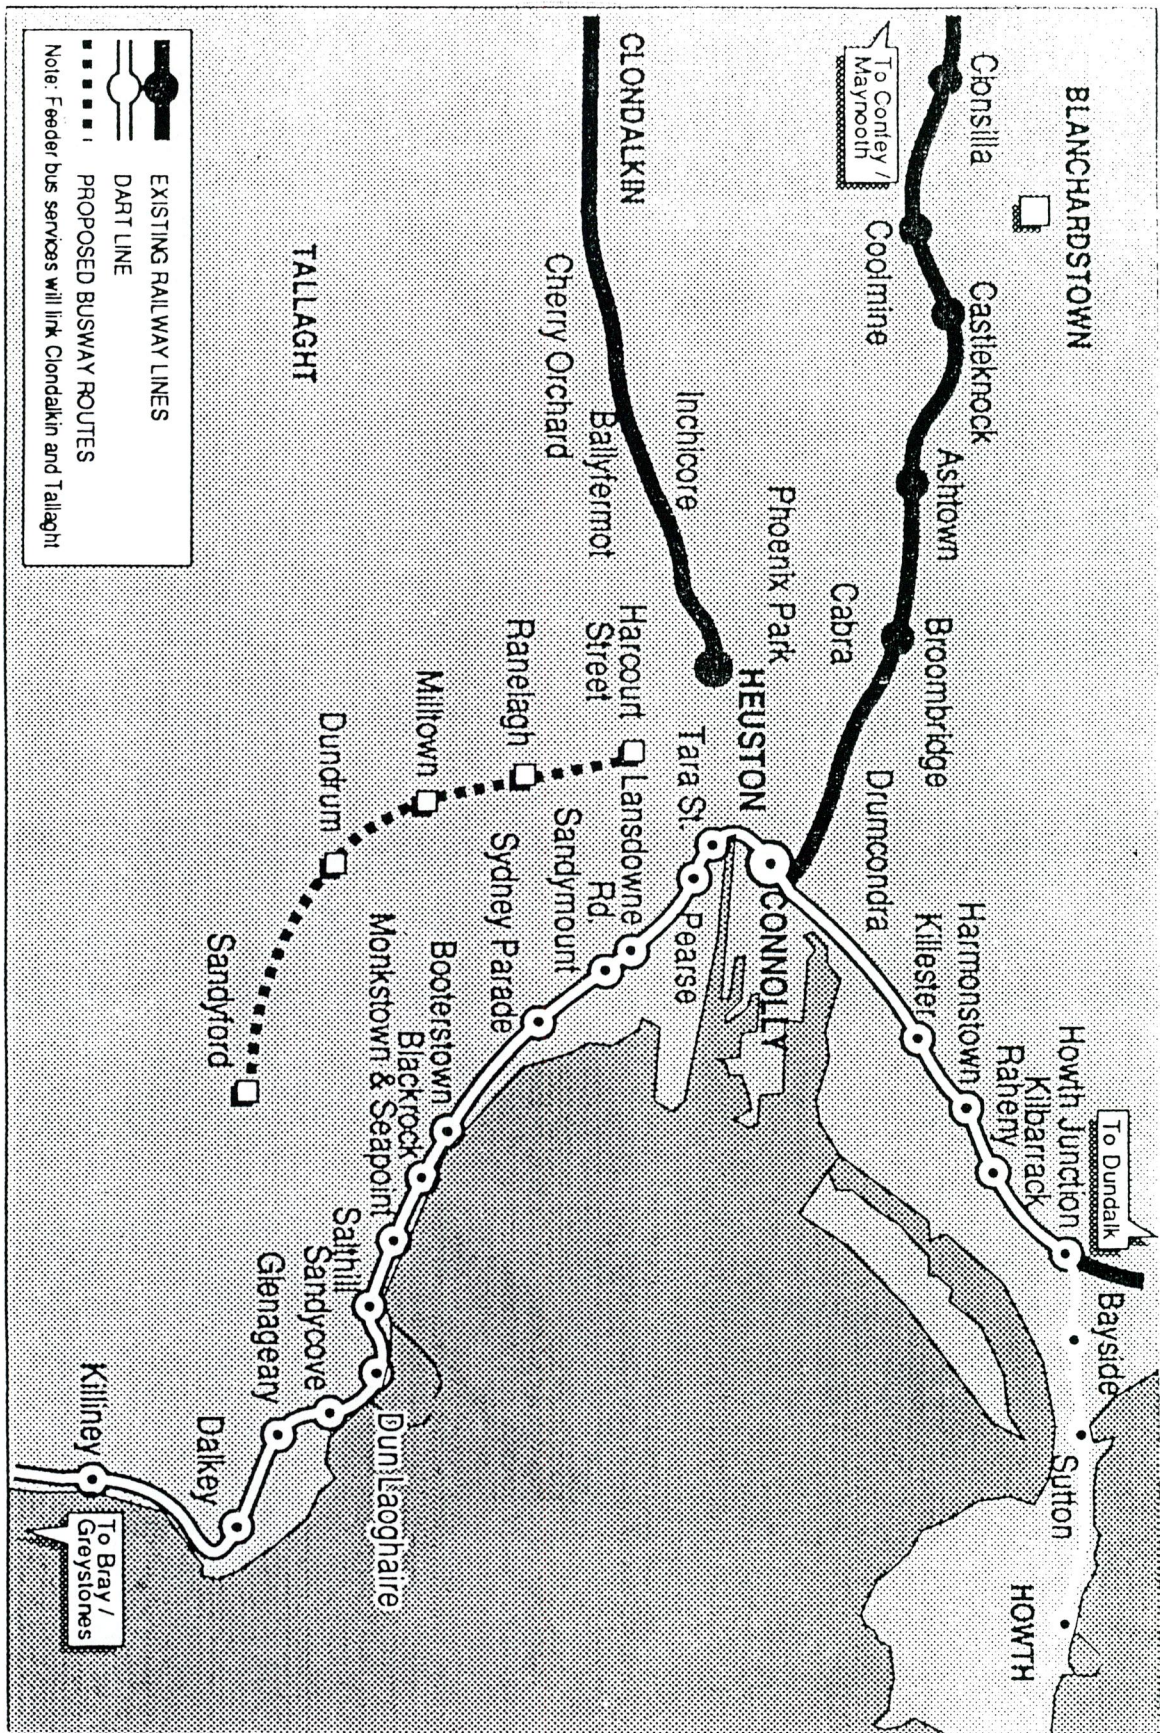 BLANCHARDSTOWN
Clonsilla
Castleknock
Ashtown
Broombridge
Coolmine
To Confey /
Maynooth
Cabra
Drumcondra
Phoenix Park
CLONDALKIN
Inchicore
Cherry Orchard
Ballyfermot
HEUSTON
CONNOLLY
Killester
Harmonstown
Raheny
Kilbarrack
Howth Junction
To Dundalk
Bayside
Sutton
HOWTH
Tara St.
Pearse
Harcourt
Street
Lansdowne
Rd.
Sandymount
Sydney Parade
Ranelagh
Milltown
Dundrum
Sandyford
Booterstown
Blackrock
Monkstown & Seapoint
Salthill
Sandycove
Glenageary
Dun Laoghaire
Dalkey
Killiney
To Bray /
Greystones
TALLAGHT
EXISTING RAILWAY LINES
DART LINE
PROPOSED BUSWAY ROUTES
Note: Feeder bus services will link Clondalkin and Tallaght